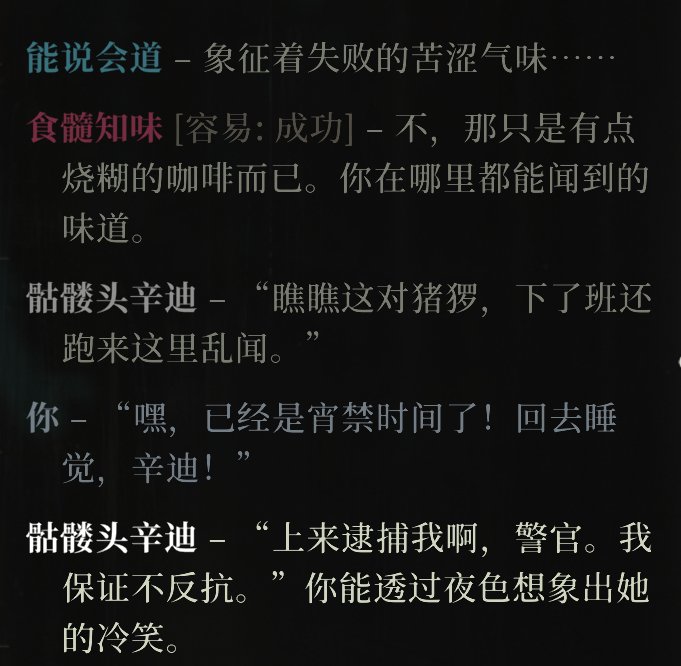 能说会道 – 象征着失败的苦涩气味……
食髓知味 [容易: 成功] – 不，那只是有点
烧糊的咖啡而已。你在哪里都能闻到的
味道。
骷髅头辛迪 – “瞧瞧这对猪猡，下了班还
跑来这里乱闻。”
你 – “嘿，已经是宵禁时间了！回去睡
觉，辛迪！”
骷髅头辛迪 – “上来逮捕我啊，警官。我
保证不反抗。”你能透过夜色想象出她
的冷笑。